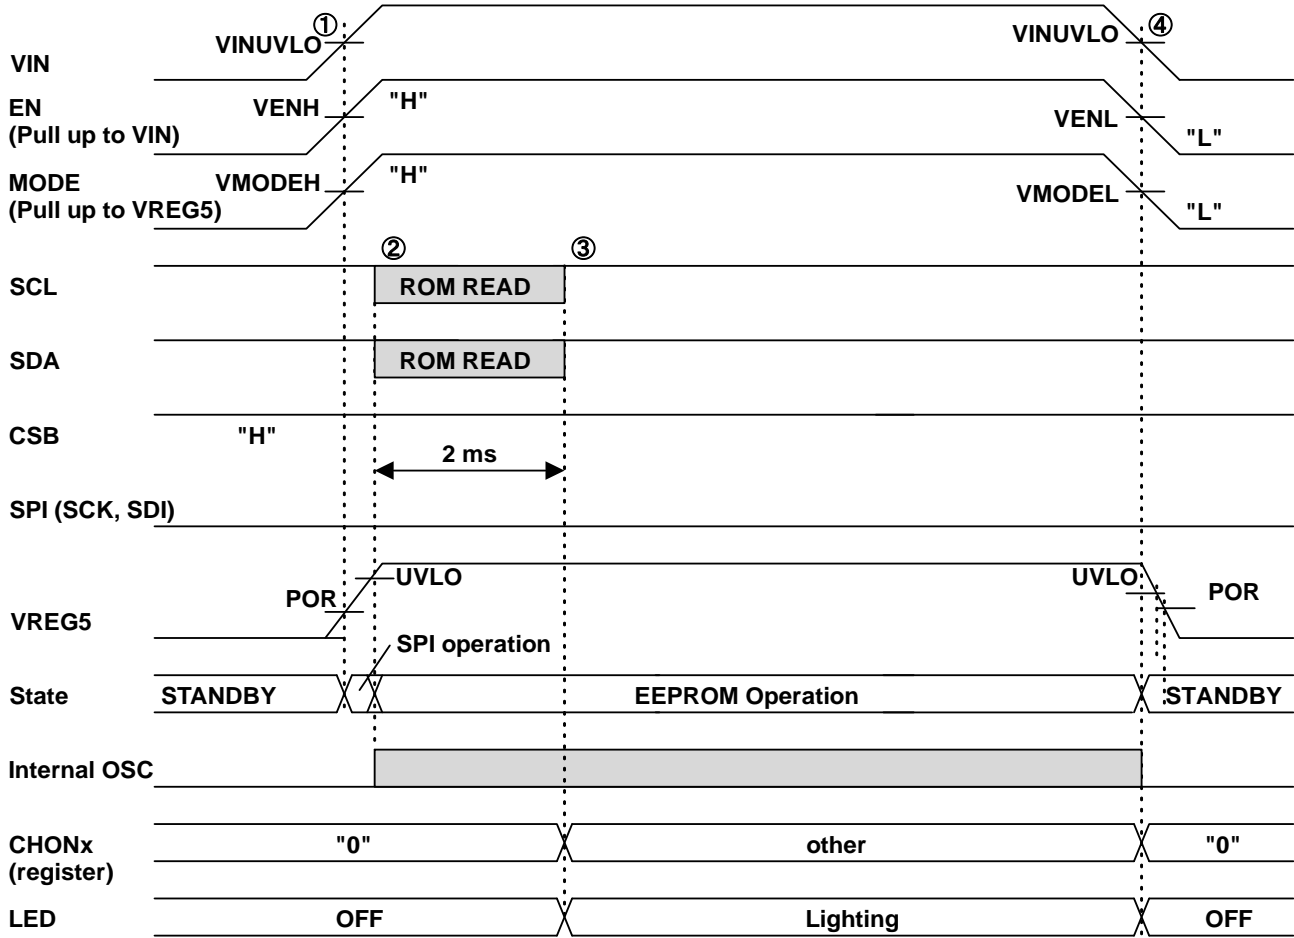 ① ④
VINUVLO VINUVLO
VIN
EN VENH "H" VENL
(Pull up to VIN) "L"
MODE VMODEH "H" VMODEL
(Pull up to VREG5) "L"
② ③
SCL ROM READ
SDA ROM READ
CSB "H"
2 ms
SPI (SCK, SDI)
UVLO UVLO
POR POR
VREG5
SPI operation
State STANDBY EEPROM Operation STANDBY
Internal OSC
CHONx "0" other "0"
(register)
LED OFF Lighting OFF